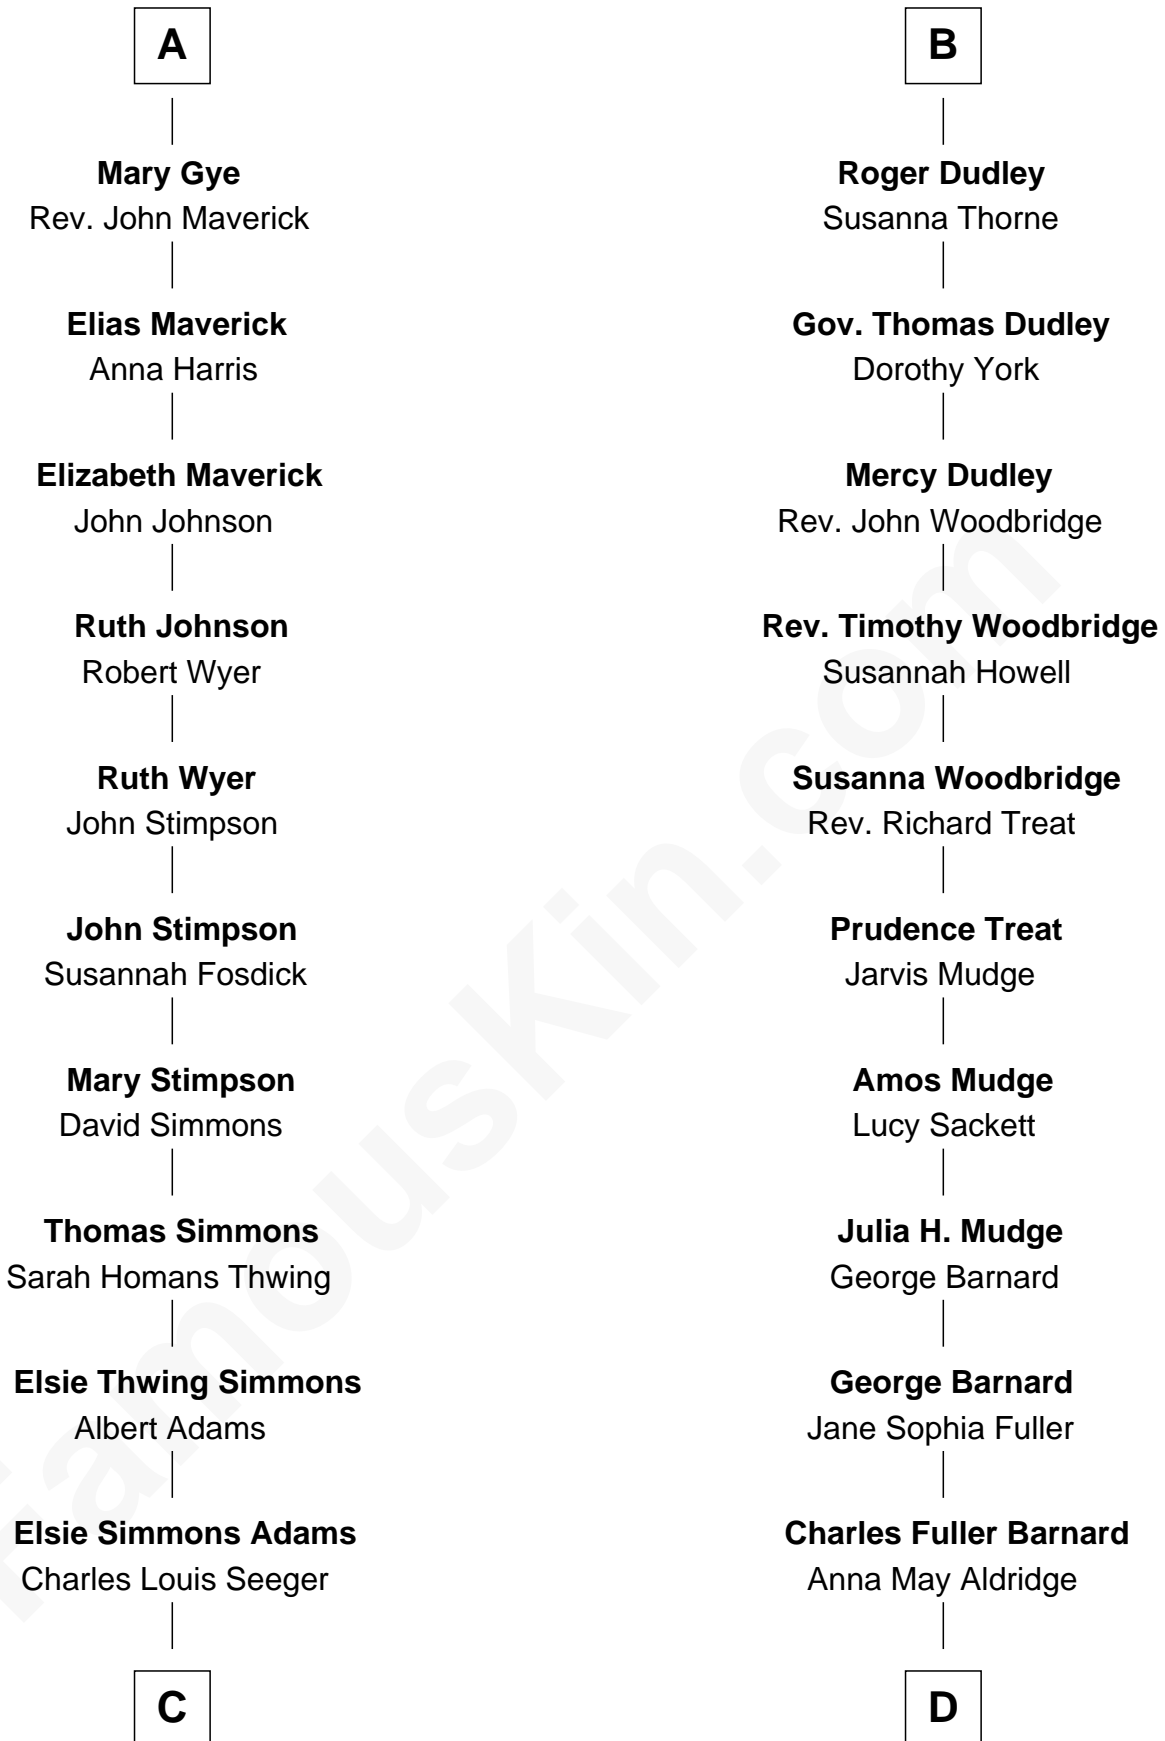 A
Mary Gye
Rev. John Maverick
Elias Maverick
Anna Harris
Elizabeth Maverick
John Johnson
Ruth Johnson
Robert Wyer
Ruth Wyer
John Stimpson
John Stimpson
Susannah Fosdick
Mary Stimpson
David Simmons
Thomas Simmons
Sarah Homans Thwing
Elsie Thwing Simmons
Albert Adams
Elsie Simmons Adams
Charles Louis Seeger
C
B
Roger Dudley
Susanna Thorne
Gov. Thomas Dudley
Dorothy York
Mercy Dudley
Rev. John Woodbridge
Rev. Timothy Woodbridge
Susannah Howell
Susanna Woodbridge
Rev. Richard Treat
Prudence Treat
Jarvis Mudge
Amos Mudge
Lucy Sackett
Julia H. Mudge
George Barnard
George Barnard
Jane Sophia Fuller
Charles Fuller Barnard
Anna May Aldridge
D
FamousKin.com